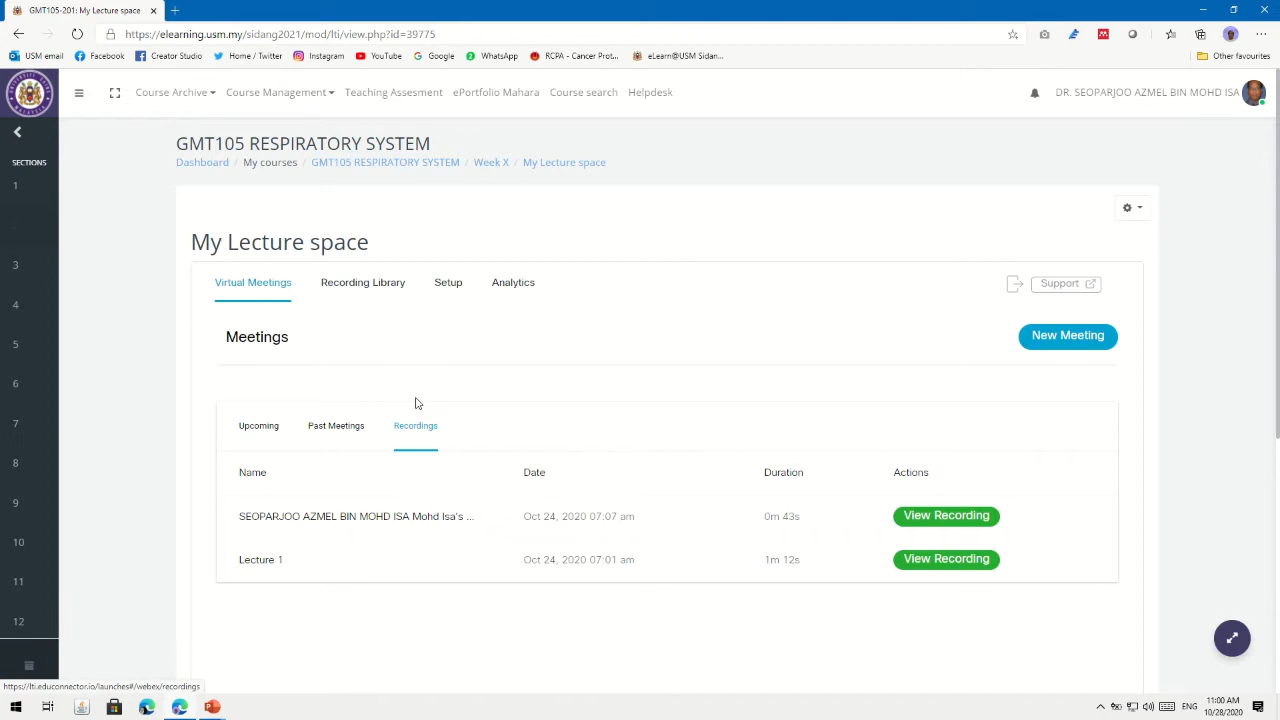 GMT105-201: My Lecture space
https://elearning.usm.my/sidang2021/mod/lti/view.php?id=39775
USM email
Facebook
Creator Studio
Home / Twitter
Instagram
YouTube
Google
WhatsApp
RCPA - Cancer Prot...
eLearn@USM Sidan...
Other favourites
Course Archive
Course Management
Teaching Assesment
ePortfolio Mahara
Course search
Helpdesk
DR. SEOPARJOO AZMEL BIN MOHD ISA
SECTIONS
1
3
4
5
6
7
8
9
10
11
12
GMT105 RESPIRATORY SYSTEM
Dashboard / My courses / GMT105 RESPIRATORY SYSTEM / Week X / My Lecture space
My Lecture space
Virtual Meetings
Recording Library
Setup
Analytics
Support
Meetings
New Meeting
Upcoming
Past Meetings
Recordings
Name Date Duration Actions
SEOPARJOO AZMEL BIN MOHD ISA Mohd Isa's ... Oct 24, 2020 07:07 am 0m 43s View Recording
Lecture 1 Oct 24, 2020 07:01 am 1m 12s View Recording
https://lti.educonnector.io/launches#/webex/recordings
ENG
11:00 AM
10/28/2020